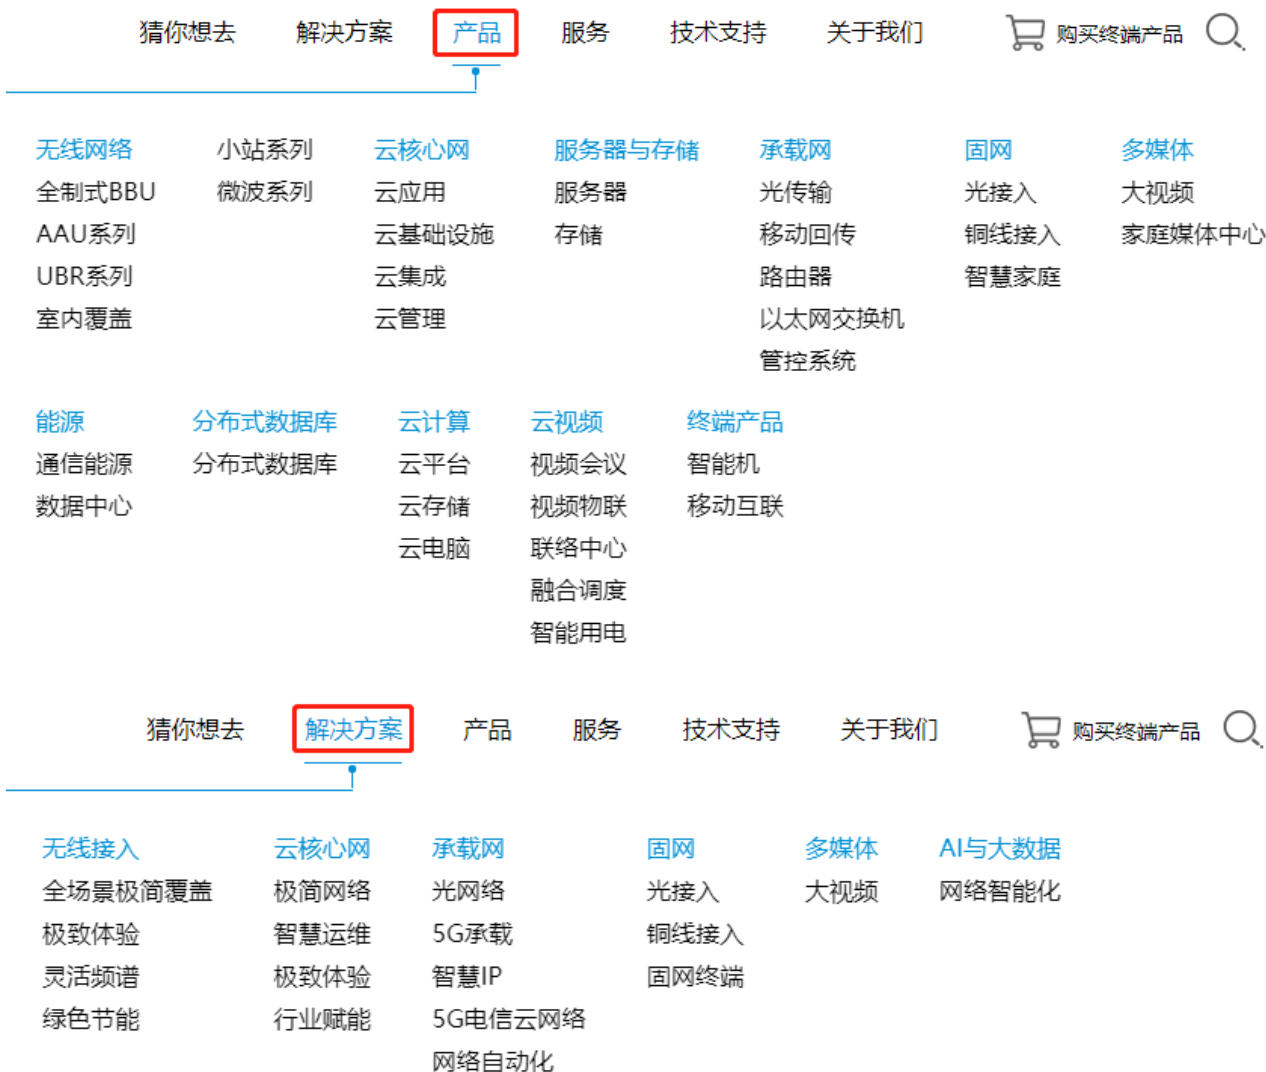 猜你想去 解决方案 产品 服务 技术支持 关于我们 购买终端产品
无线网络 小站系列 云核心网 服务器与存储 承载网 固网 多媒体
全制式BBU 微波系列 云应用 服务器 光传输 光接入 大视频
AAU系列 云基础设施 存储 移动回传 铜线接入 家庭媒体中心
UBR系列 云集成 路由器 智慧家庭
室内覆盖 云管理 以太网交换机
管控系统
能源 分布式数据库 云计算 云视频 终端产品
通信能源 分布式数据库 云平台 视频会议 智能机
数据中心 云存储 视频物联 移动互联
云电脑 联络中心
融合调度
智能用电
猜你想去 解决方案 产品 服务 技术支持 关于我们 购买终端产品
无线接入 云核心网 承载网 固网 多媒体 AI与大数据
全场景极简覆盖 极简网络 光网络 光接入 大视频 网络智能化
极致体验 智慧运维 5G承载 铜线接入
灵活频谱 极致体验 智慧IP 固网终端
绿色节能 行业赋能 5G电信云网络
网络自动化